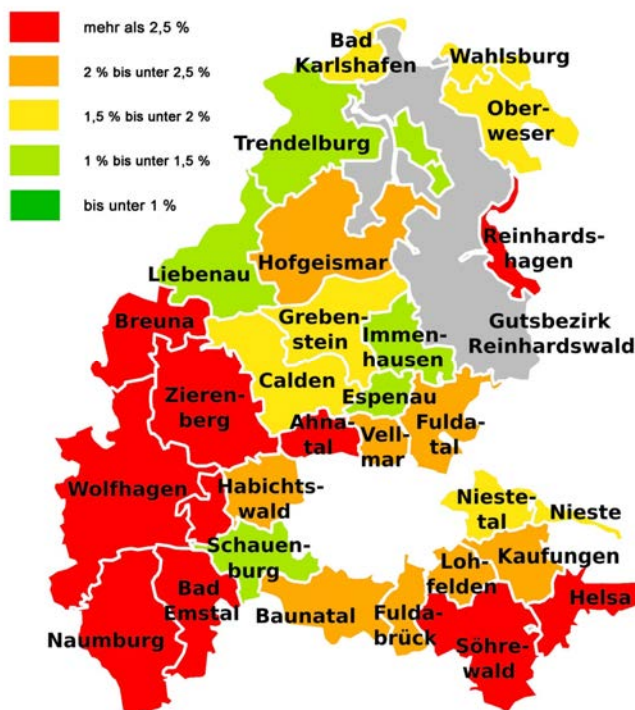 mehr als 2,5 %
2 % bis unter 2,5 %
1,5 % bis unter 2 %
1 % bis unter 1,5 %
bis unter 1 %
Bad
Karlshafen
Wahlsburg
Ober-
weser
Trendelburg
Reinhards-
hagen
Hofgeismar
Liebenau
Breuna
Greben-
stein
Immen-
hausen
Gutsbezirk
Reinhardswald
Calden
Zieren-
berg
Espenau
Ahna-
tal
Vell-
mar
Fulda-
tal
Wolfhagen
Habichts-
wald
Nieste-
tal
Nieste
Schauen-
burg
Loh-
felden
Kaufungen
Bad
Emstal
Baunatal
Fulda-
brück
Helsa
Naumburg
Söhre-
wald